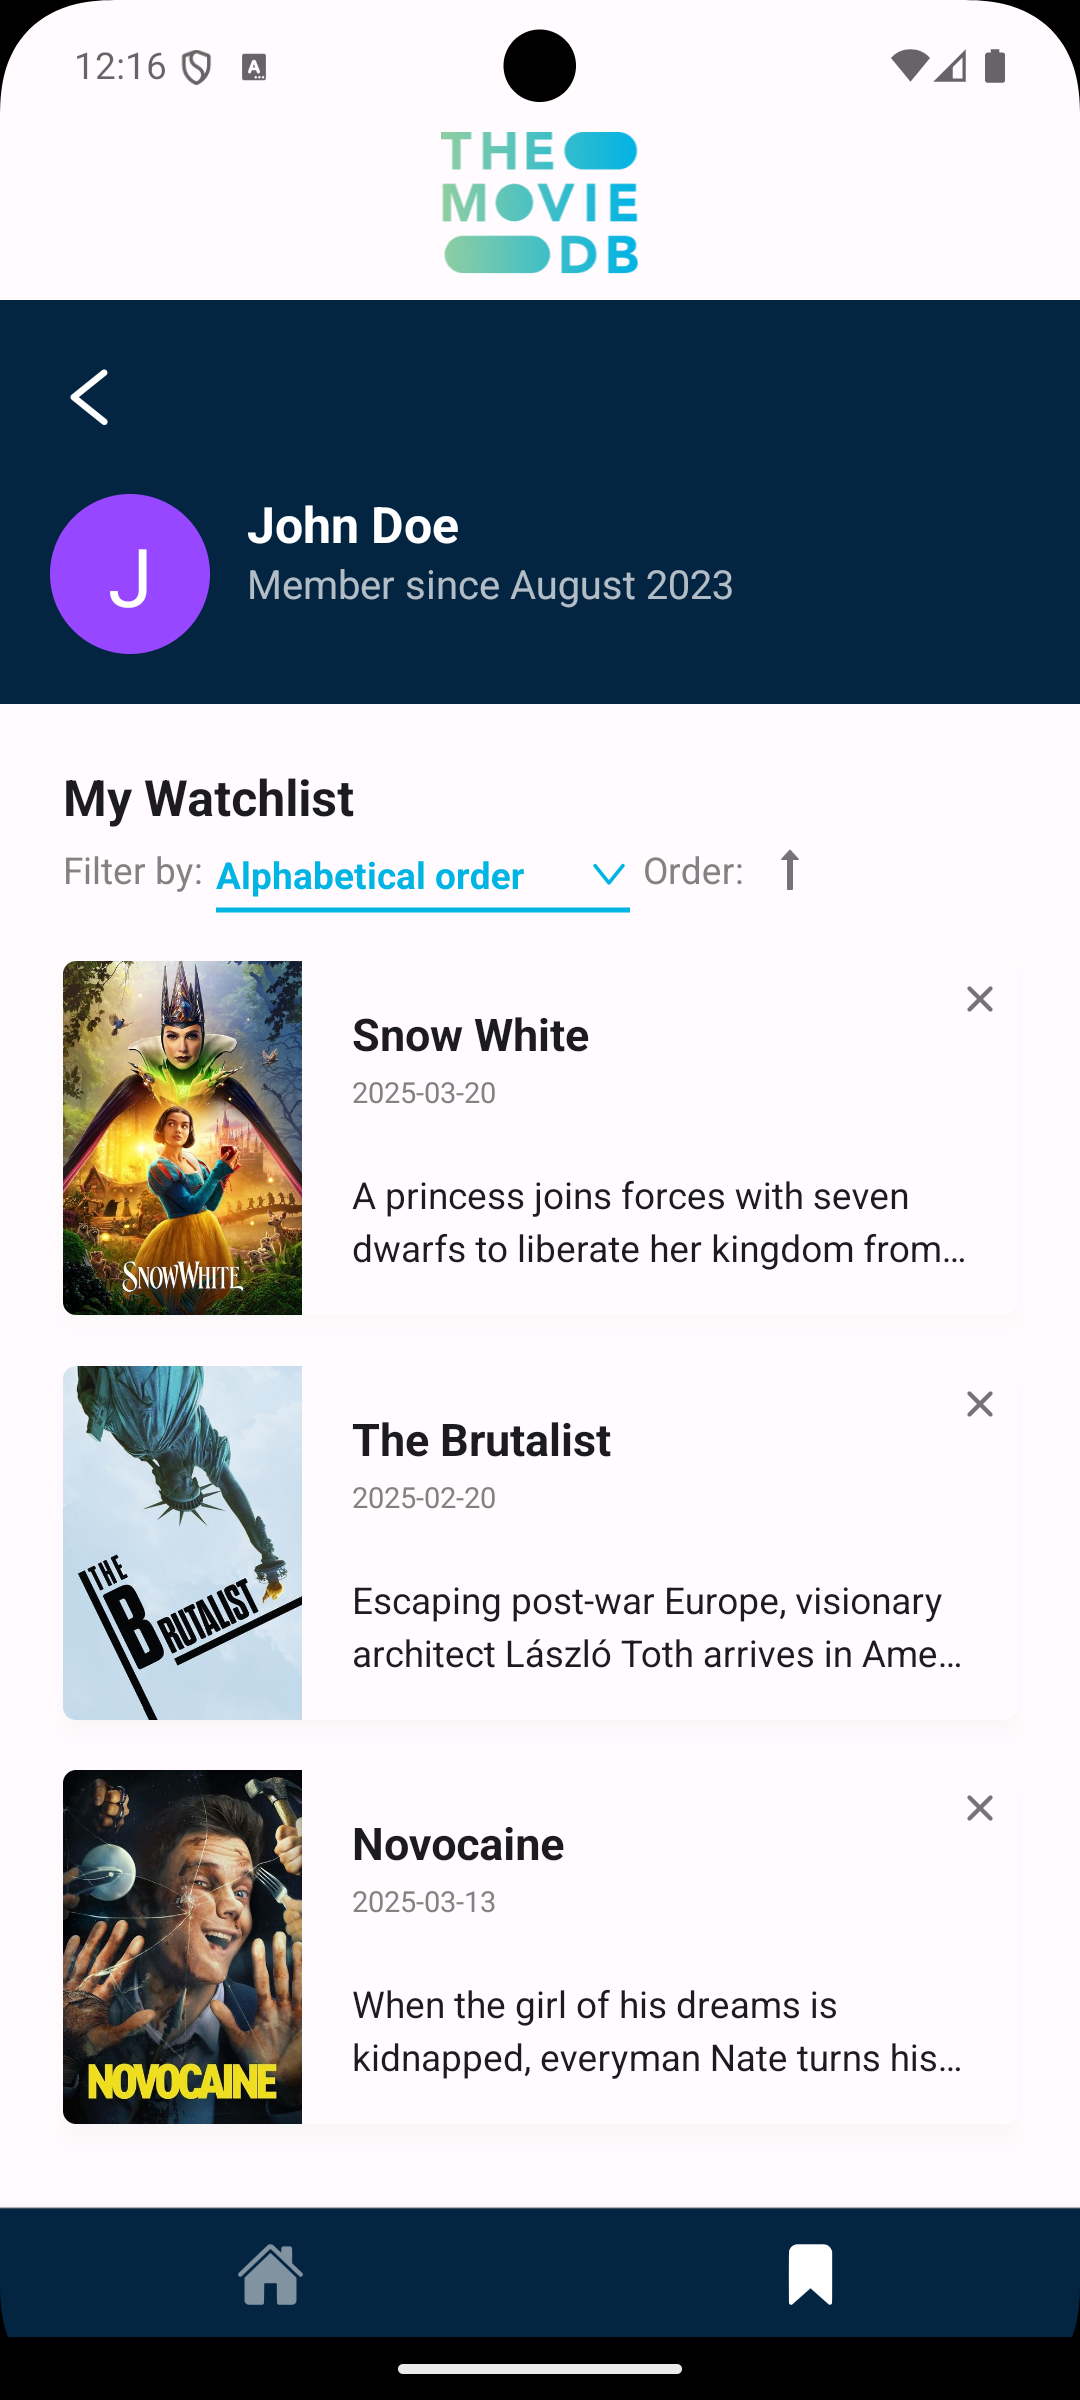 12:16
A
THE
MOVIE
DB
J
John Doe
Member since August 2023
My Watchlist
Filter by: Alphabetical order Order:
SNOW WHITE
Snow White
2025-03-20
A princess joins forces with seven
dwarfs to liberate her kingdom from...
THE
BRUTALIST
The Brutalist
2025-02-20
Escaping post-war Europe, visionary
architect László Toth arrives in Ame...
NOVOCAINE
Novocaine
2025-03-13
When the girl of his dreams is
kidnapped, everyman Nate turns his...